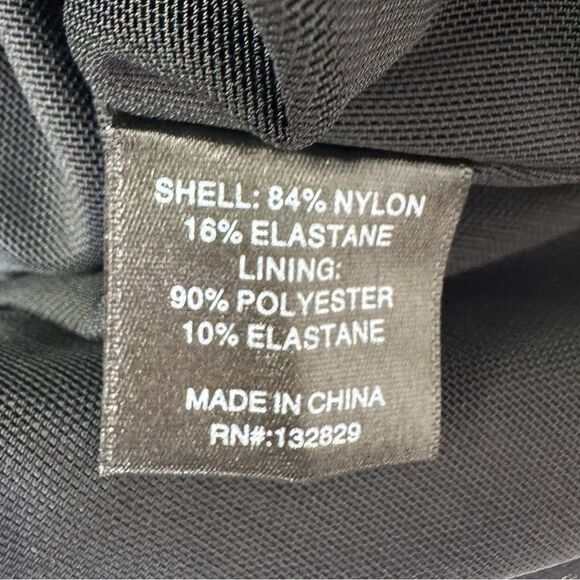 SHELL: 84% NYLON
16% ELASTANE
LINING:
90% POLYESTER
10% ELASTANE
MADE IN CHINA
RN#:132829